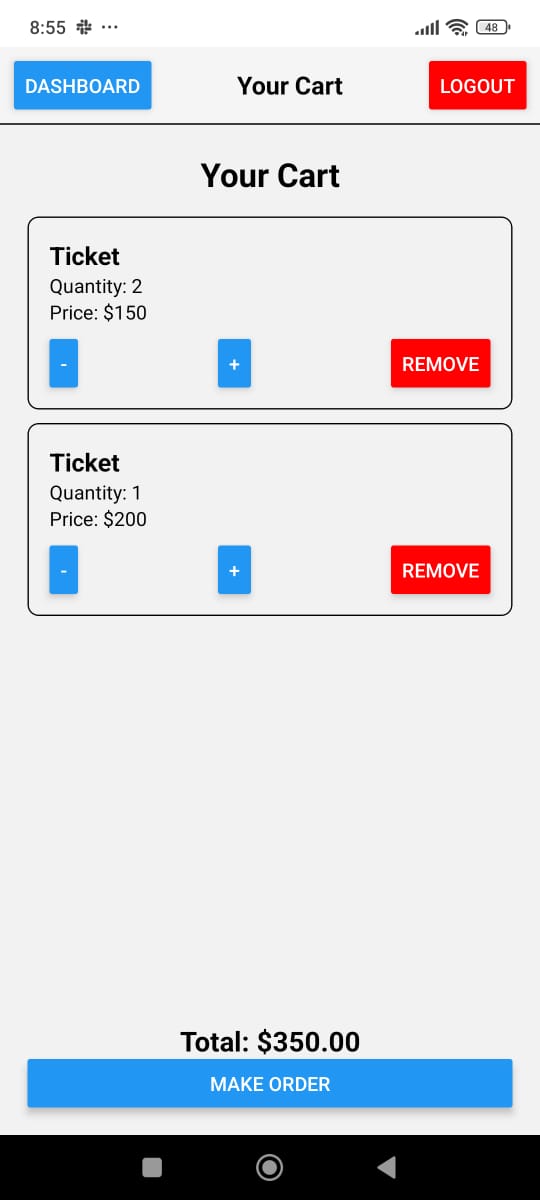 8:55 ...
48
DASHBOARD
Your Cart
LOGOUT
Your Cart
Ticket
Quantity: 2
Price: $150
-
+
REMOVE
Ticket
Quantity: 1
Price: $200
-
+
REMOVE
Total: $350.00
MAKE ORDER